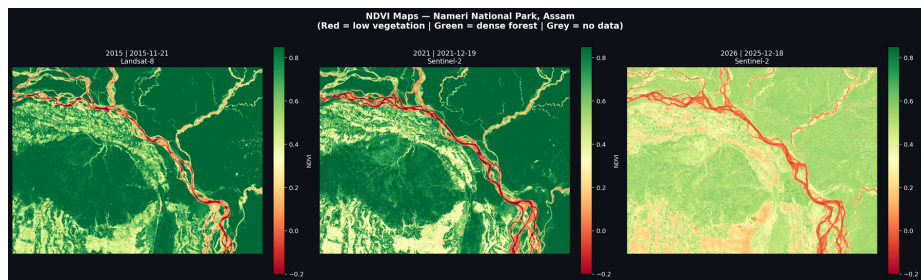 NDVI Maps — Nameri National Park, Assam
(Red = low vegetation | Green = dense forest | Grey = no data)
2015 | 2015-11-21
Landsat-8
0.8
0.6
0.4
0.2
0.0
−0.2
NDVI
2021 | 2021-12-19
Sentinel-2
0.8
0.6
0.4
0.2
0.0
−0.2
NDVI
2026 | 2025-12-18
Sentinel-2
0.8
0.6
0.4
0.2
0.0
−0.2